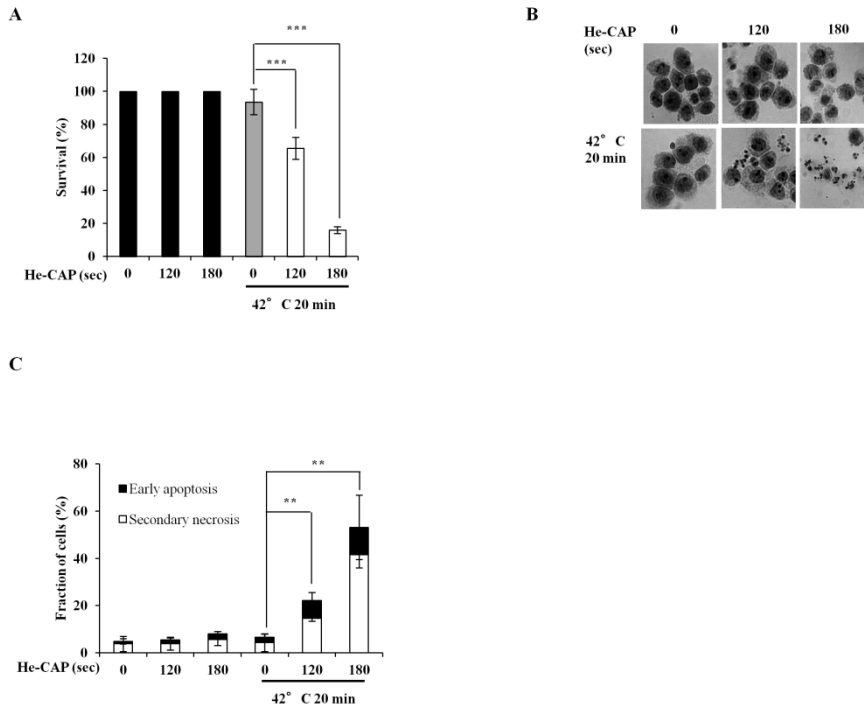 A
***
***
120
100
80
60
40
20
0
Survival (%)
He-CAP (sec) 0 120 180 0 120 180
42° C 20 min
B
He-CAP (sec) 0 120 180
42° C
20 min
C
80
60
40
20
0
Fraction of cells (%)
Early apoptosis
Secondary necrosis
**
**
He-CAP (sec) 0 120 180 0 120 180
42° C 20 min